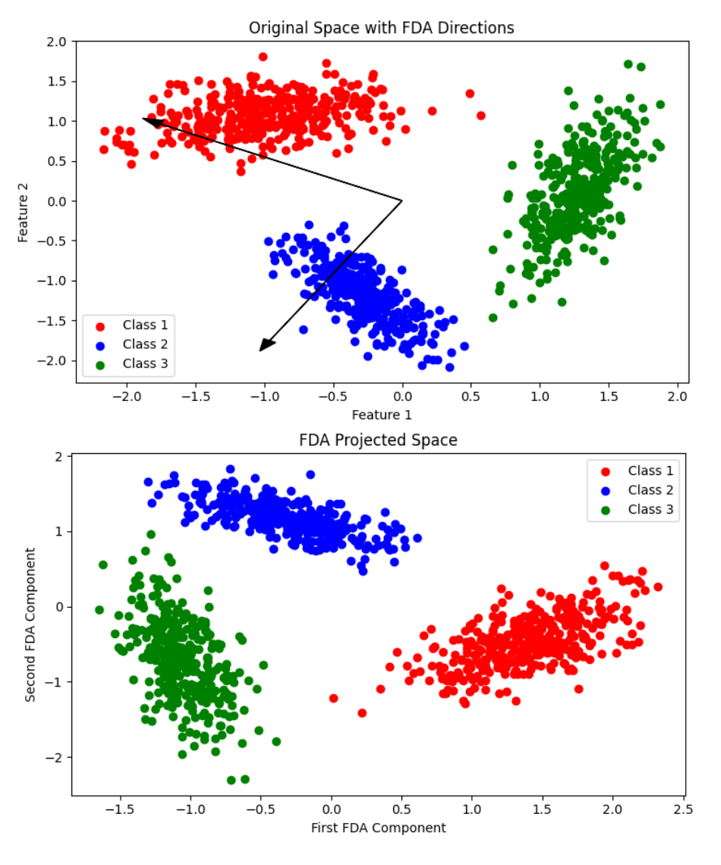 Original Space with FDA Directions
2.0
1.5
1.0
0.5
0.0
−0.5
−1.0
−1.5
−2.0
Feature 2
Class 1
Class 2
Class 3
−2.0 −1.5 −1.0 −0.5 0.0 0.5 1.0 1.5 2.0
Feature 1
FDA Projected Space
2
1
0
−1
−2
Second FDA Component
Class 1
Class 2
Class 3
−1.5 −1.0 −0.5 0.0 0.5 1.0 1.5 2.0 2.5
First FDA Component